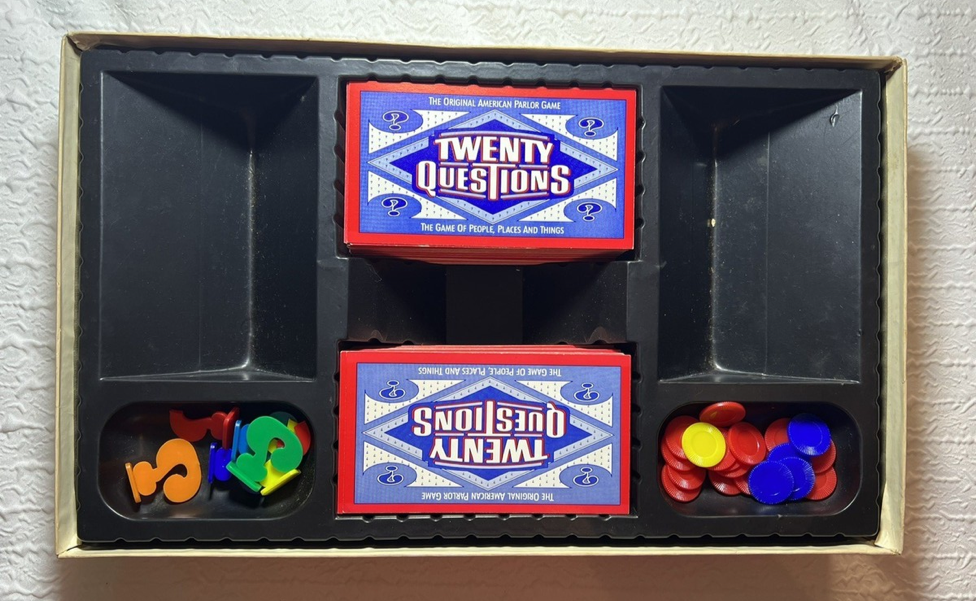 THE ORIGINAL AMERICAN PARLOR GAME
TWENTY
QUESTIONS
THE GAME OF PEOPLE, PLACES AND THINGS
THE ORIGINAL AMERICAN PARLOR GAME
TWENTY
QUESTIONS
THE GAME OF PEOPLE, PLACES AND THINGS